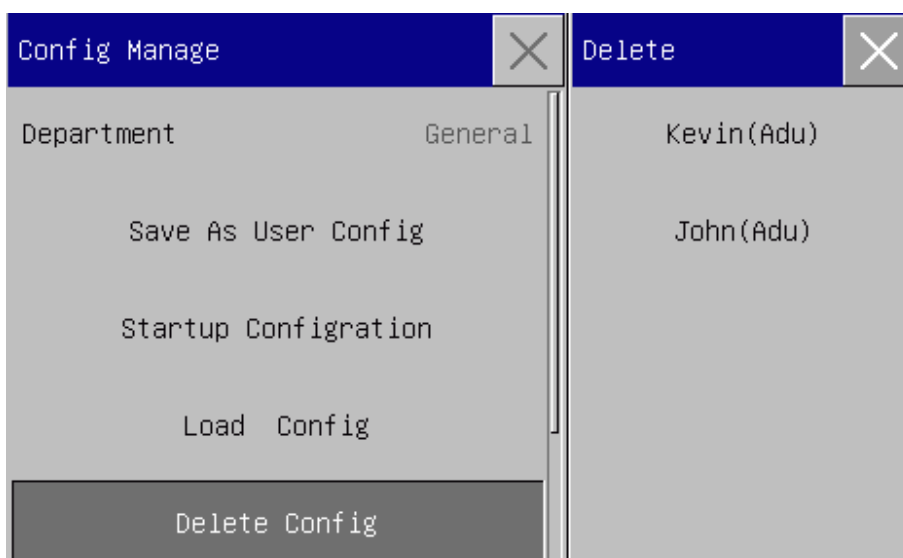 Config Manage
Department General
Save As User Config
Startup Configration
Load Config
Delete Config
Delete
Kevin(Adu)
John(Adu)